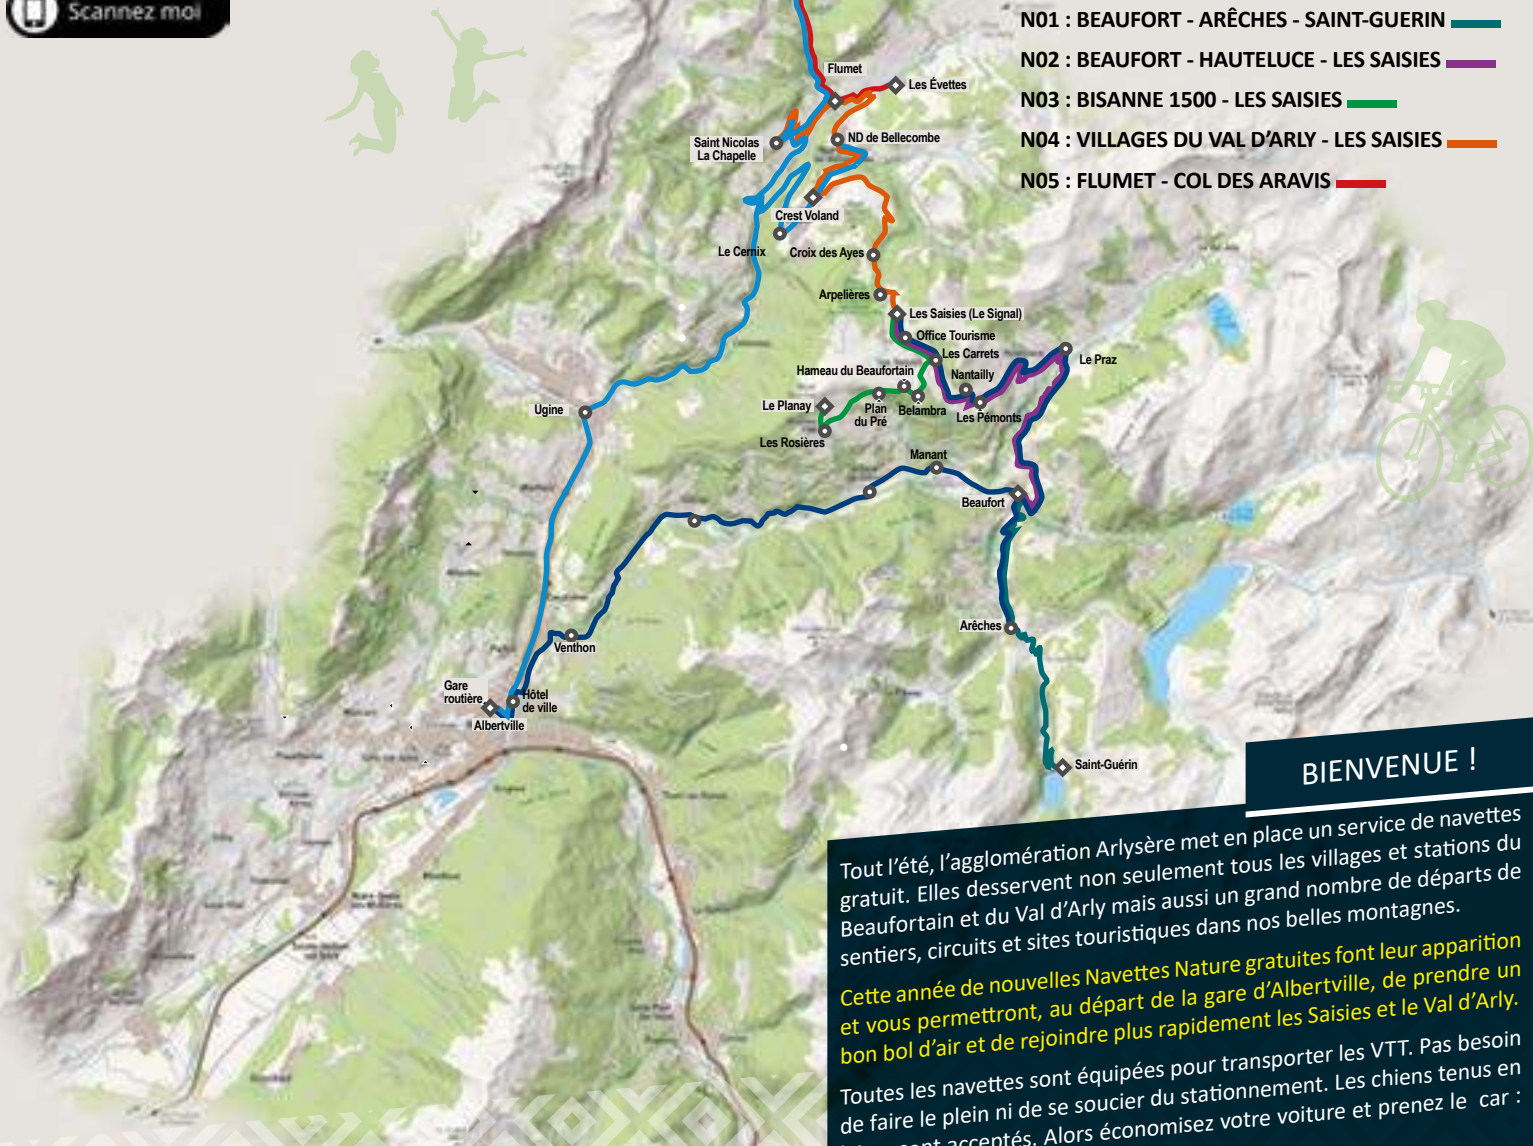 Scannez moi
N01 : BEAUFORT - ARÊCHES - SAINT-GUERIN
N02 : BEAUFORT - HAUTELUCE - LES SAISIES
N03 : BISANNE 1500 - LES SAISIES
N04 : VILLAGES DU VAL D’ARLY - LES SAISIES
N05 : FLUMET - COL DES ARAVIS
Flumet
Les Évettes
Saint Nicolas
La Chapelle
ND de Bellecombe
Crest Voland
Le Cernix
Croix des Ayes
Arpelières
Les Saisies (Le Signal)
Office Tourisme
Les Carrets
Le Praz
Hameau du Beaufortain
Nantailly
Le Planay
Plan
du Pré
Belambra
Les Pémonts
Ugine
Les Rosières
Manant
Beaufort
Arêches
Venthon
Gare
routière
Hôtel
de ville
Albertville
Saint-Guérin
BIENVENUE !
Tout l’été, l’agglomération Arlysère met en place un service de navettes
gratuit. Elles desservent non seulement tous les villages et stations du
Beaufortain et du Val d’Arly mais aussi un grand nombre de départs de
sentiers, circuits et sites touristiques dans nos belles montagnes.
Cette année de nouvelles Navettes Nature gratuites font leur apparition
et vous permettront, au départ de la gare d’Albertville, de prendre un
bon bol d’air et de rejoindre plus rapidement les Saisies et le Val d’Arly.
Toutes les navettes sont équipées pour transporter les VTT. Pas besoin
de faire le plein ni de se soucier du stationnement. Les chiens tenus en
sont acceptés. Alors économisez votre voiture et prenez le car :